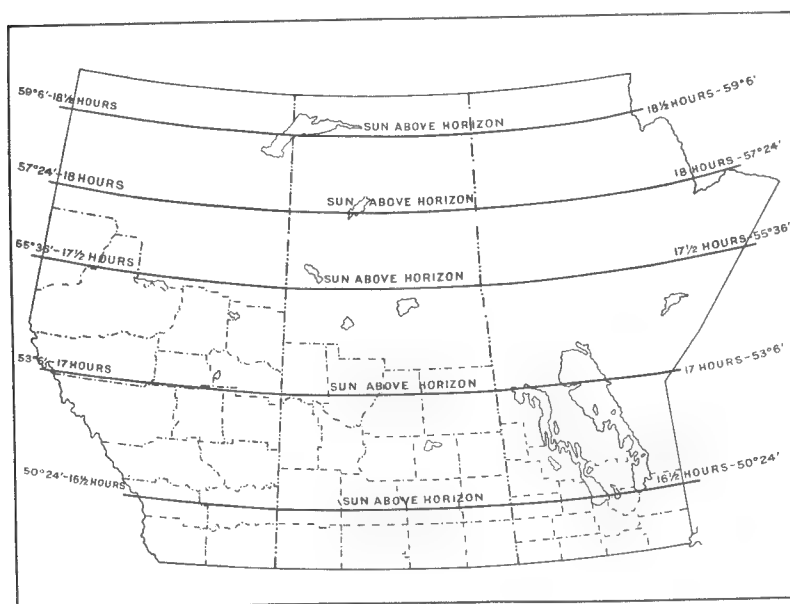 59°6'-18½ HOURS
SUN ABOVE HORIZON
18½ HOURS-59°6'
57°24'-18 HOURS
SUN ABOVE HORIZON
18 HOURS-57°24'
55°36'-17½ HOURS
SUN ABOVE HORIZON
17½ HOURS-55°36'
53°6'-17 HOURS
SUN ABOVE HORIZON
17 HOURS-53°6'
50°24'-16½ HOURS
SUN ABOVE HORIZON
16½ HOURS-50°24'